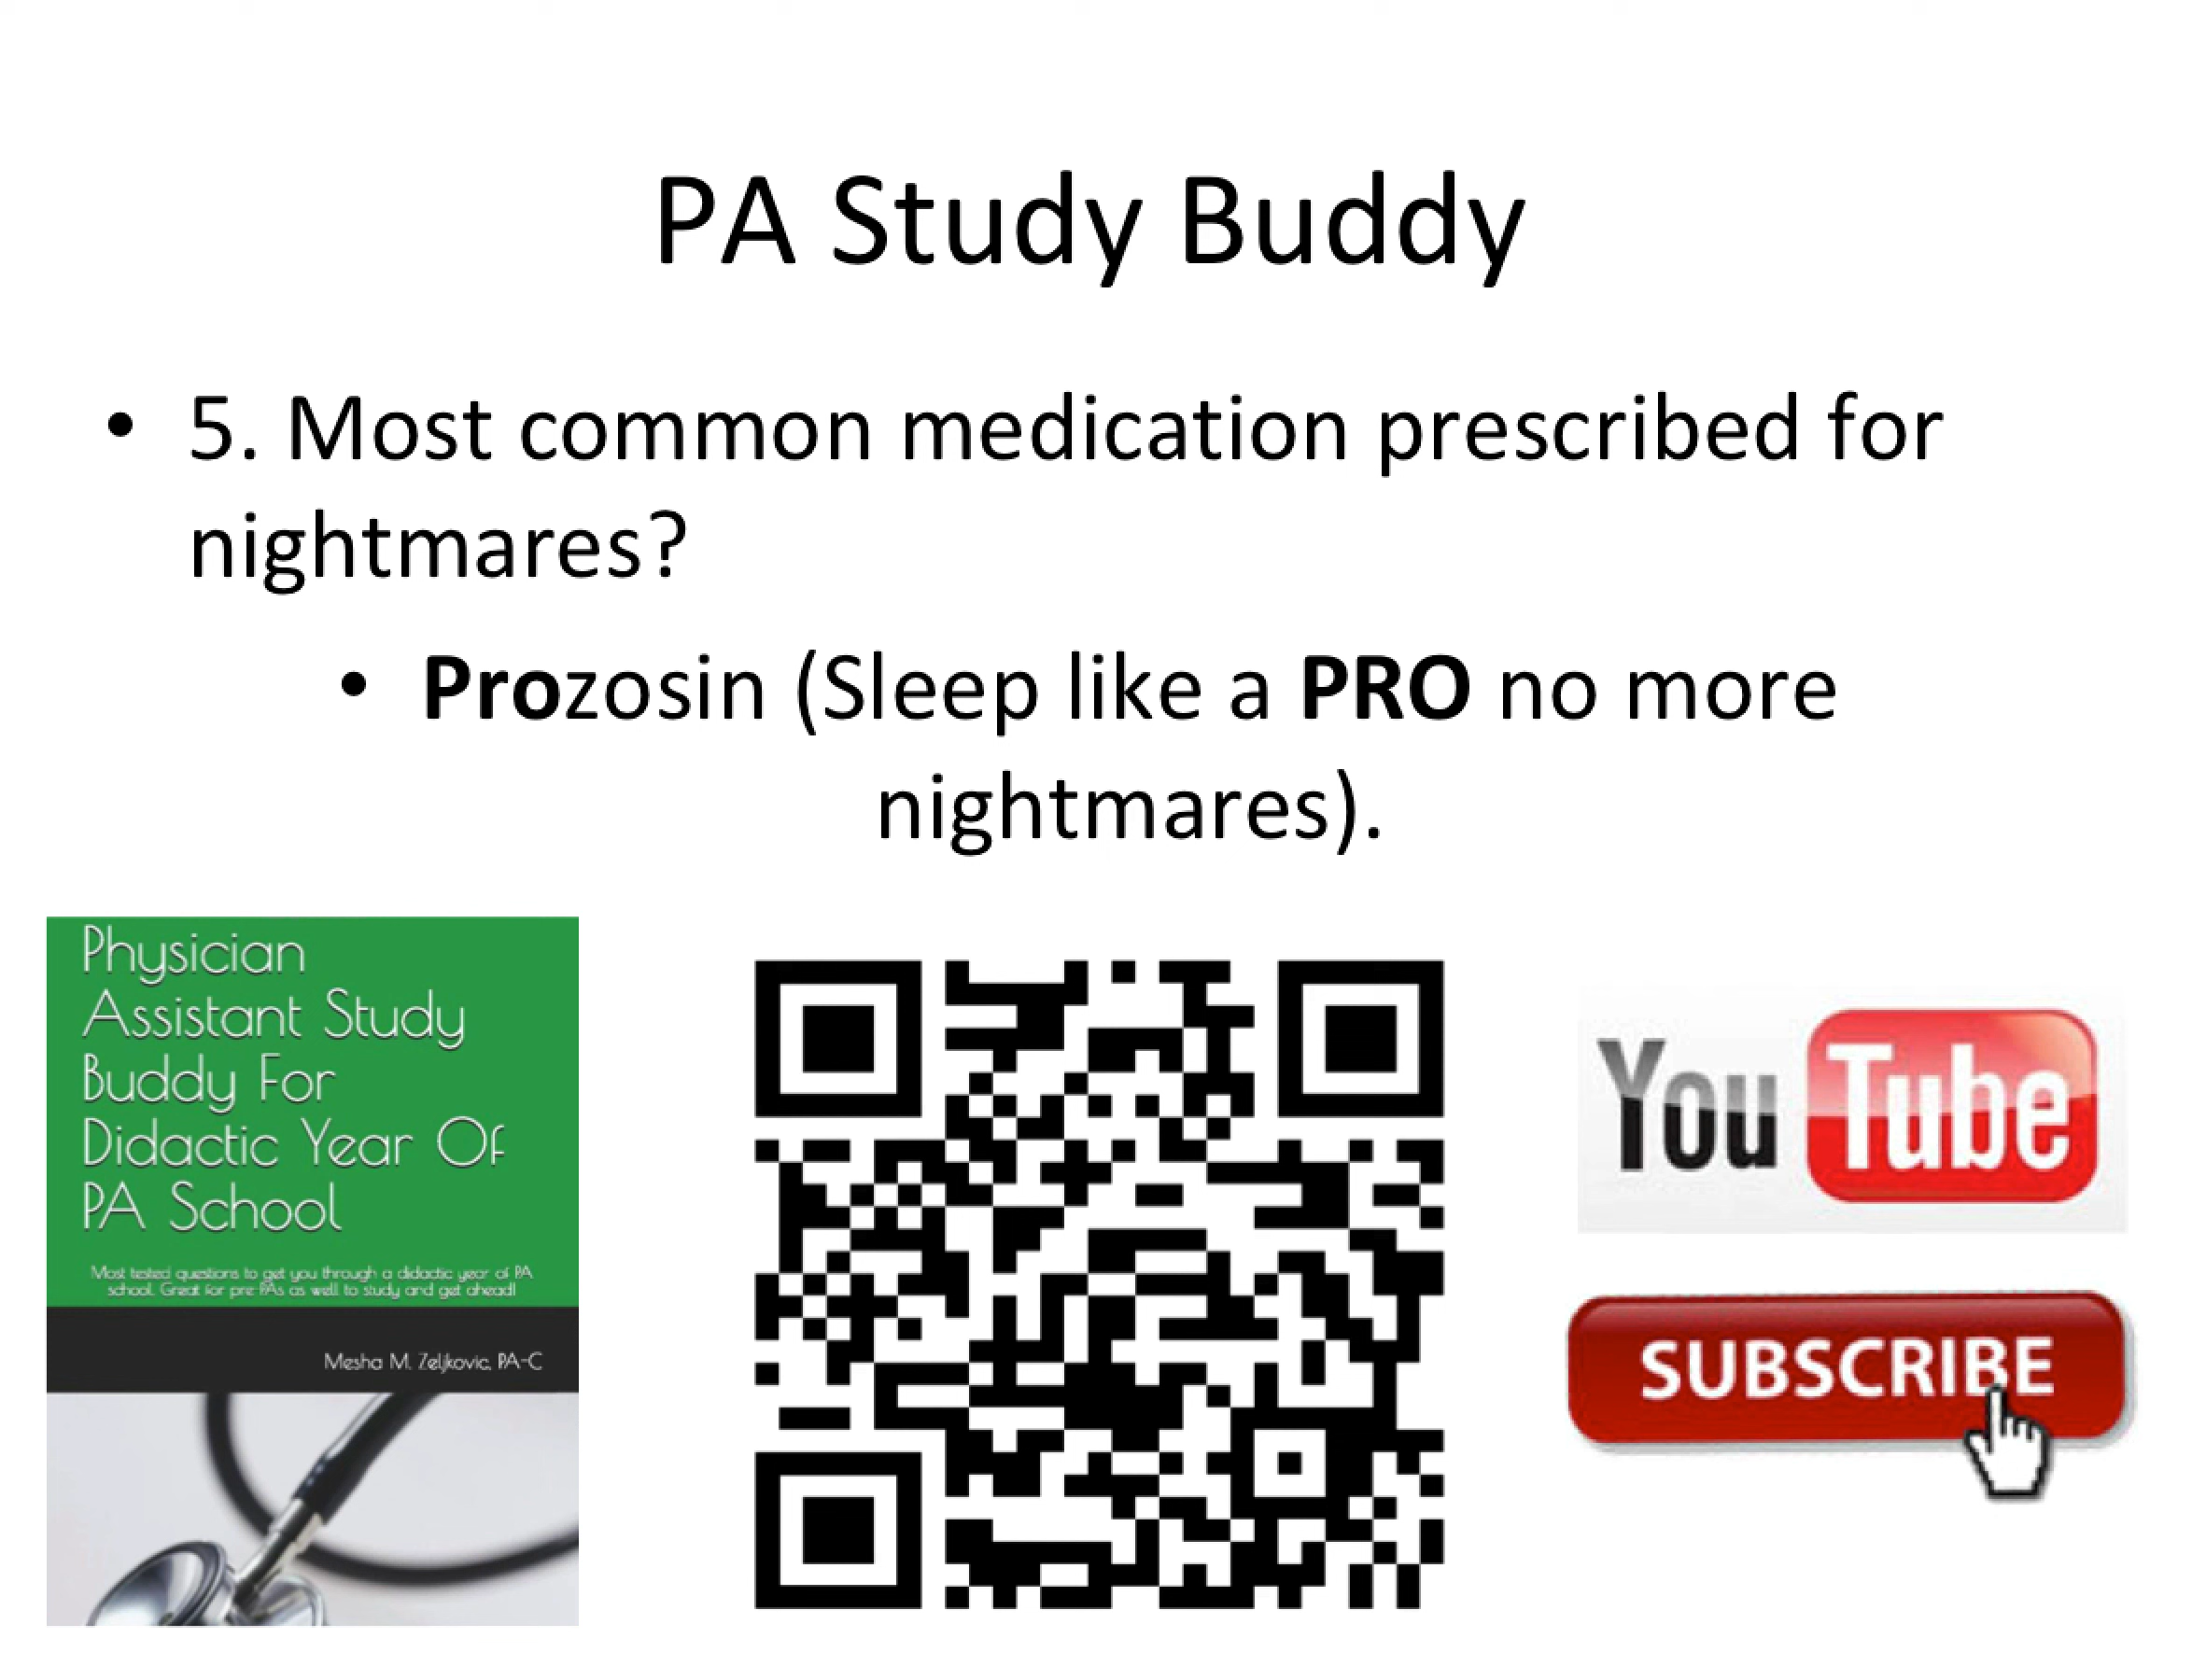 PA Study Buddy
• 5. Most common medication prescribed for
nightmares?
• Prozosin (Sleep like a PRO no more
nightmares).
Physician
Assistant Study
Buddy For
Didactic Year Of
PA School
Most tested questions to get you through a didactic year of PA
school. Great for pre-PAs as well to study and get ahead!
Mesha M. Zeljkovic, PA-C
YouTube
SUBSCRIBE